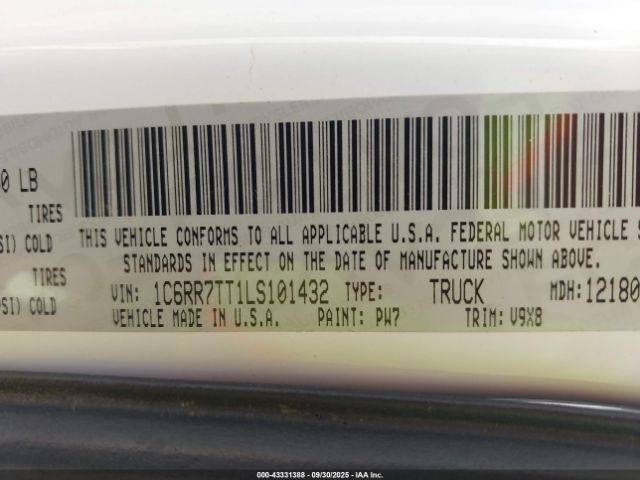 0 LB
TIRES
SI) COLD
TIRES
PSI) COLD
THIS VEHICLE CONFORMS TO ALL APPLICABLE U.S.A. FEDERAL MOTOR VEHICLE S
STANDARDS IN EFFECT ON THE DATE OF MANUFACTURE SHOWN ABOVE.
VIN: 1C6RR7TT1LS101432 TYPE: TRUCK MDH:12180
VEHICLE MADE IN U.S.A. PAINT: PW7 TRIM: V9X8
000-43331388 - 09/30/2025 - IAA Inc.